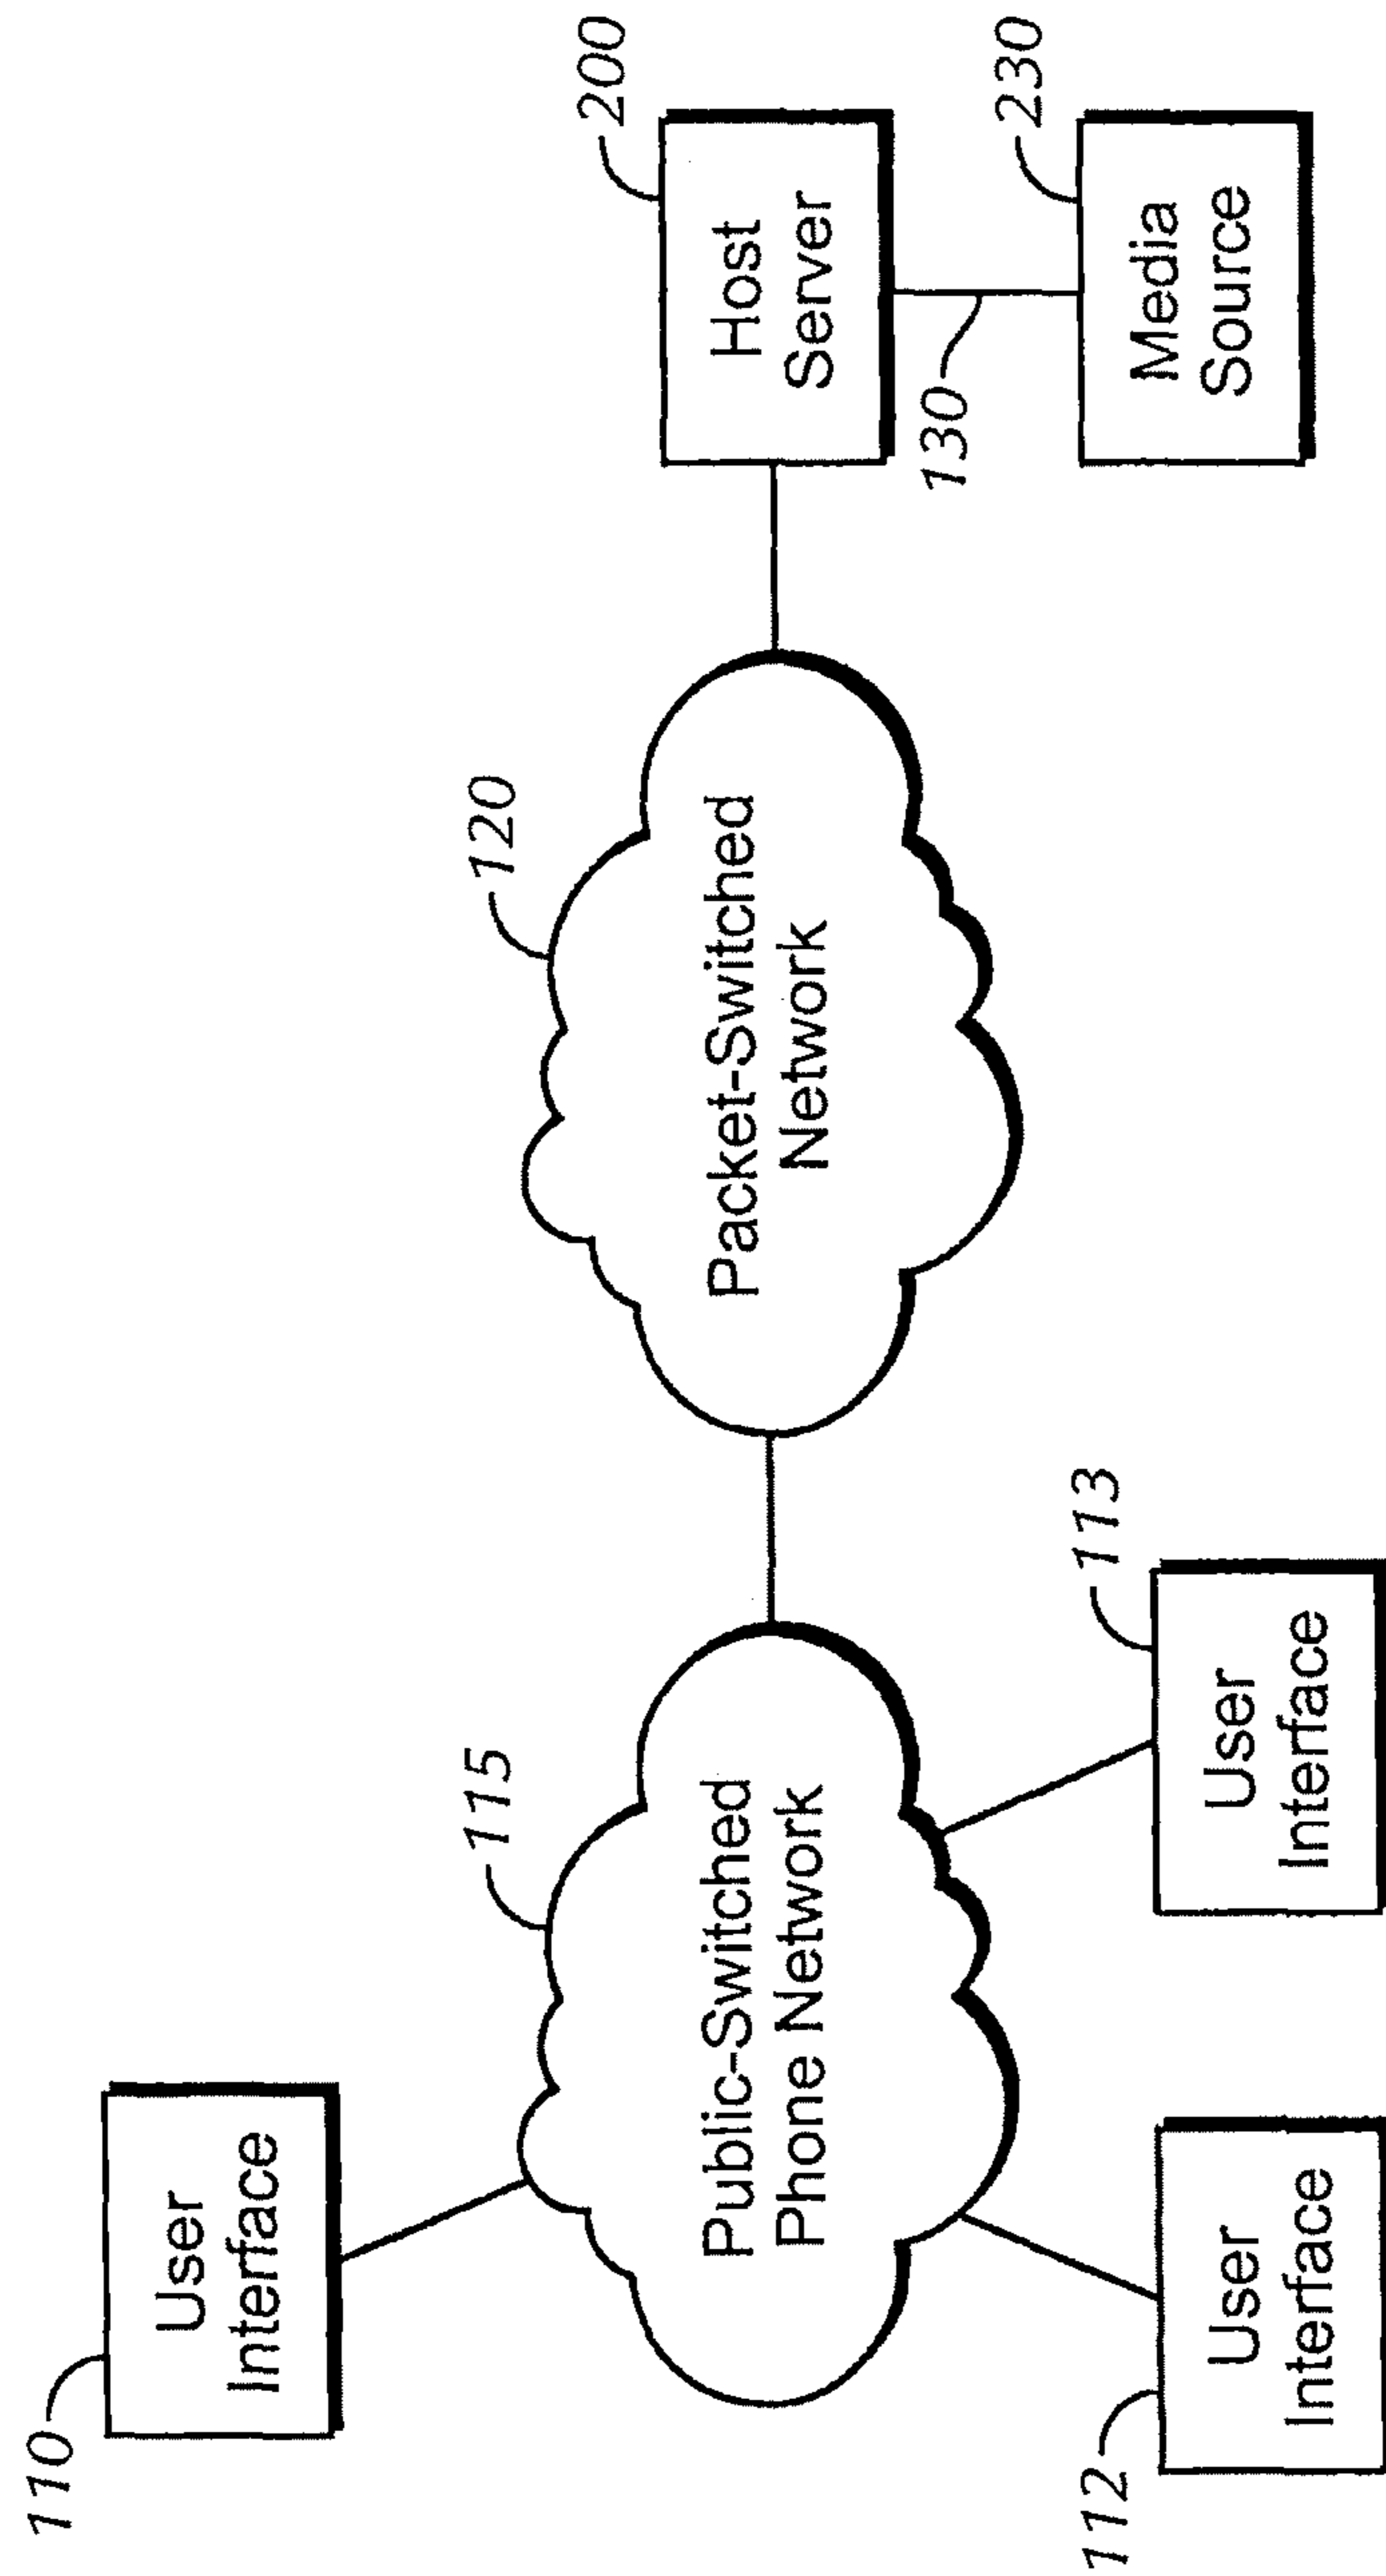 110
User
Interface
115
Public-Switched
Phone Network
112
User
Interface
113
User
Interface
120
Packet-Switched
Network
200
Host
Server
130
230
Media
Source